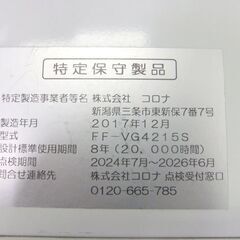 特定保守製品
特定製造事業者等名 株式会社 コロナ
新潟県三条市東新保7番7号
製造年月 2017年12月
型式 FF-VG4215S
設計標準使用期間 8年(20,000時間)
点検期間 2024年7月～2026年6月
問合せ連絡先 株式会社 コロナ 点検受付窓口
0120-665-785